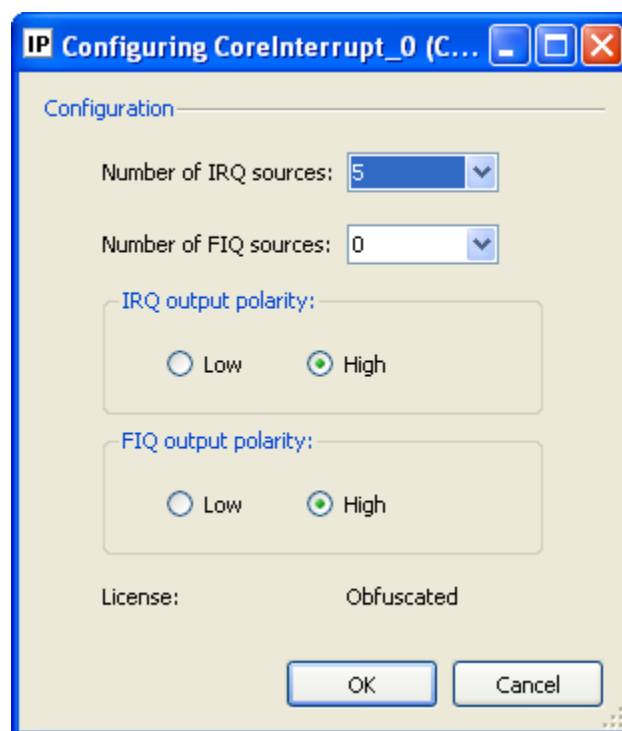 IP Configuring CoreInterrupt_0 (C...
Configuration
Number of IRQ sources: 5
Number of FIQ sources: 0
IRQ output polarity:
Low High
FIQ output polarity:
Low High
License: Obfuscated
OK Cancel